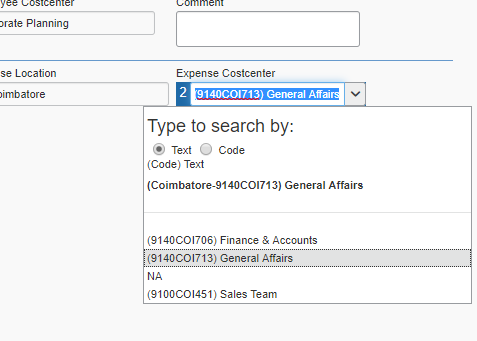 yee Costcenter
Comment
orate Planning
se Location
Expense Costcenter
oimbatore
2 (9140COI713) General Affairs
Type to search by:
Text Code
(Code) Text
(Coimbatore-9140COI713) General Affairs
(9140COI706) Finance & Accounts
(9140COI713) General Affairs
NA
(9100COI451) Sales Team